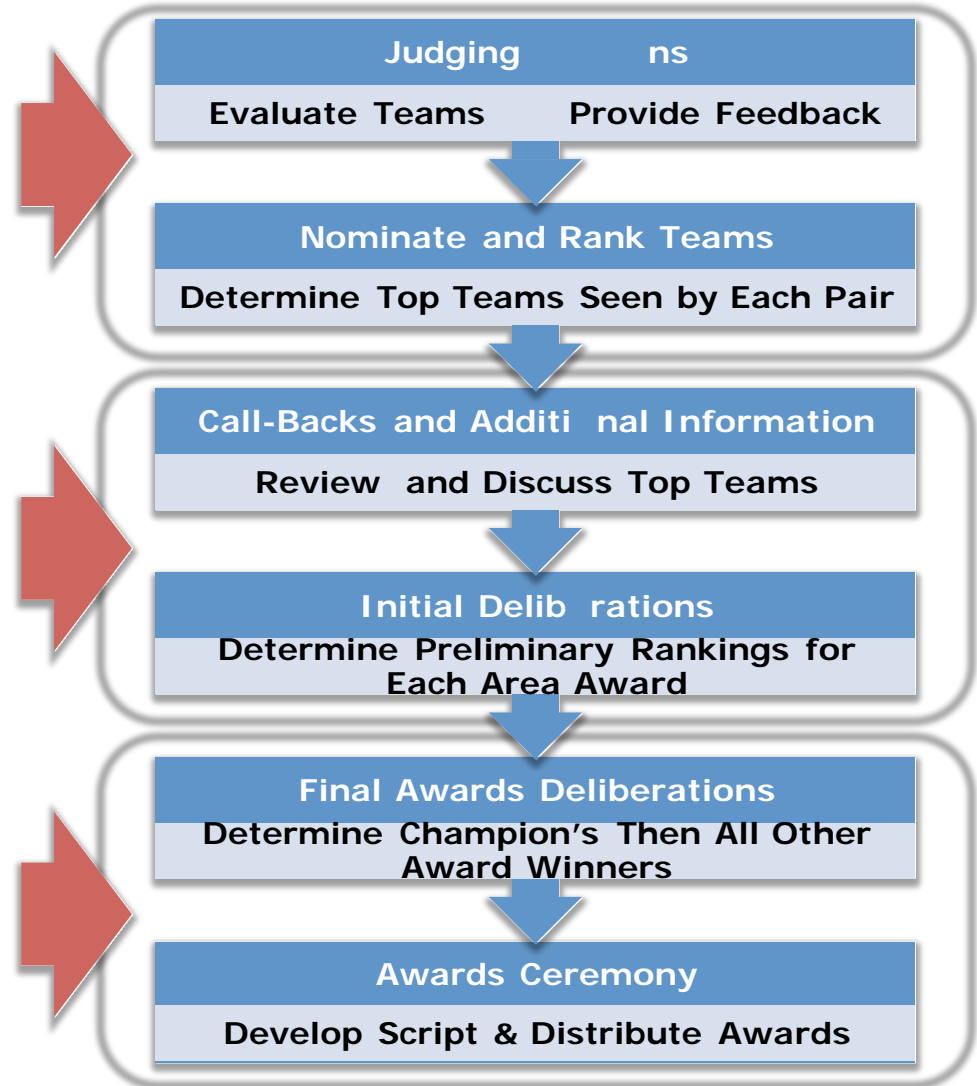 Judging ns
Evaluate Teams Provide Feedback
Nominate and Rank Teams
Determine Top Teams Seen by Each Pair
Call-Backs and Additi nal Information
Review and Discuss Top Teams
Initial Delib rations
Determine Preliminary Rankings for
Each Area Award
Final Awards Deliberations
Determine Champion's Then All Other
Award Winners
Awards Ceremony
Develop Script & Distribute Awards